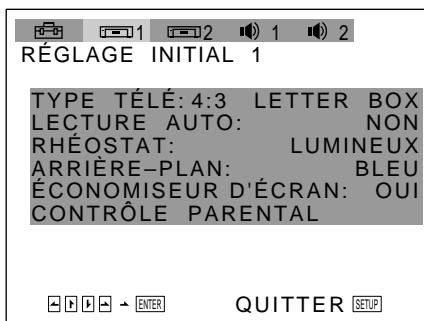 1 2 1 2
RÉGLAGE INITIAL 1
TYPE TÉLÉ: 4:3 LETTER BOX
LECTURE AUTO: NON
RHÉOSTAT: LUMINEUX
ARRIÈRE–PLAN: BLEU
ÉCONOMISEUR D'ÉCRAN: OUI
CONTRÔLE PARENTAL
ENTER QUITTER SETUP